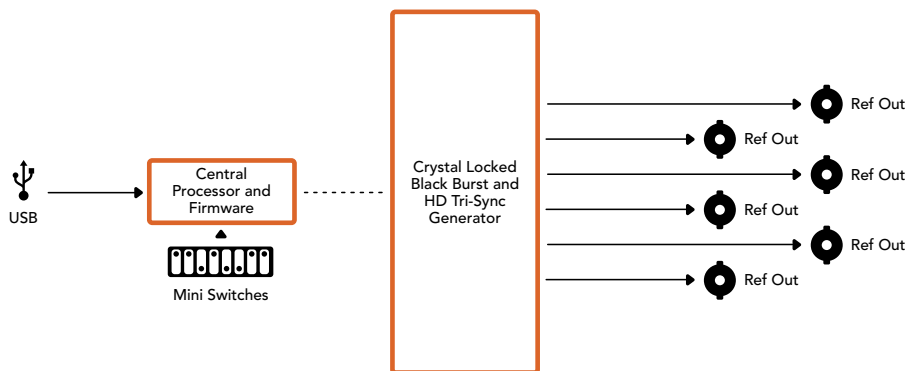 USB
Central
Processor and
Firmware
Mini Switches
Crystal Locked
Black Burst and
HD Tri-Sync
Generator
Ref Out
Ref Out
Ref Out
Ref Out
Ref Out
Ref Out